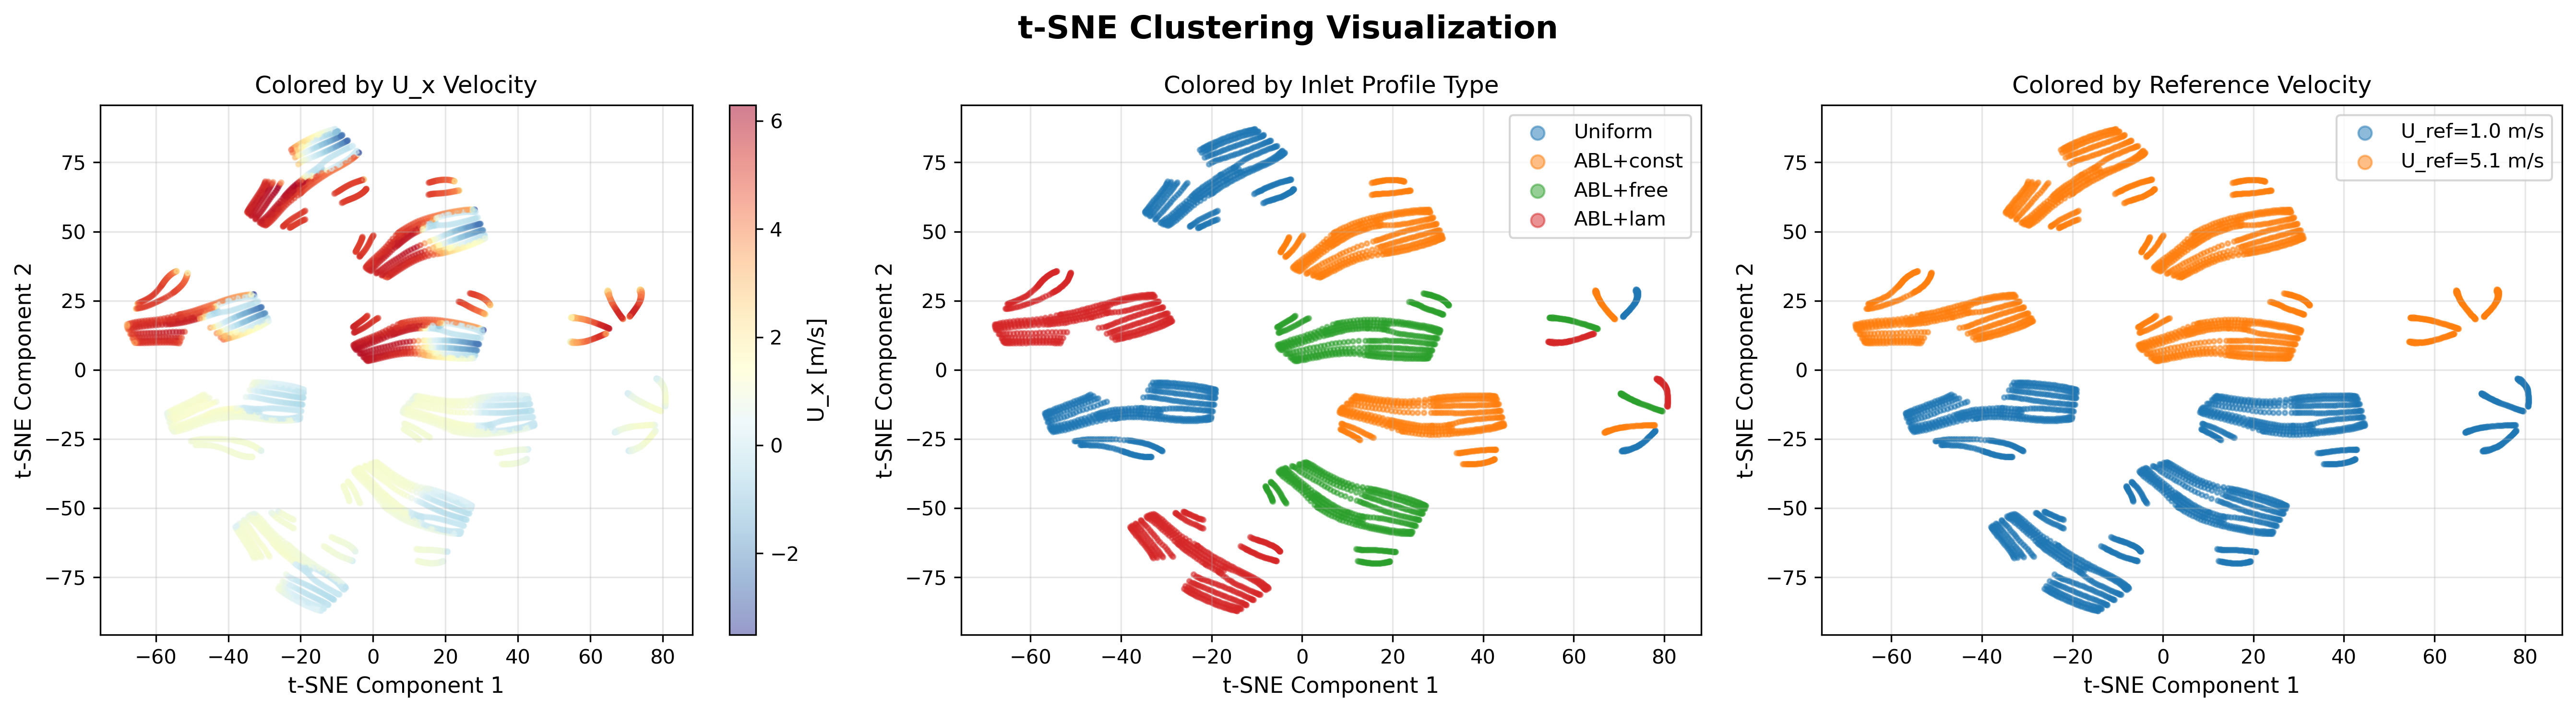 t-SNE Clustering Visualization
Colored by U_x Velocity
75
50
25
0
−25
−50
−75
−60
−40
−20
0
20
40
60
80
t-SNE Component 1
t-SNE Component 2
6
4
2
0
−2
U_x [m/s]
Colored by Inlet Profile Type
Uniform
ABL+const
ABL+free
ABL+lam
75
50
25
0
−25
−50
−75
−60
−40
−20
0
20
40
60
80
t-SNE Component 1
t-SNE Component 2
Colored by Reference Velocity
U_ref=1.0 m/s
U_ref=5.1 m/s
75
50
25
0
−25
−50
−75
−60
−40
−20
0
20
40
60
80
t-SNE Component 1
t-SNE Component 2